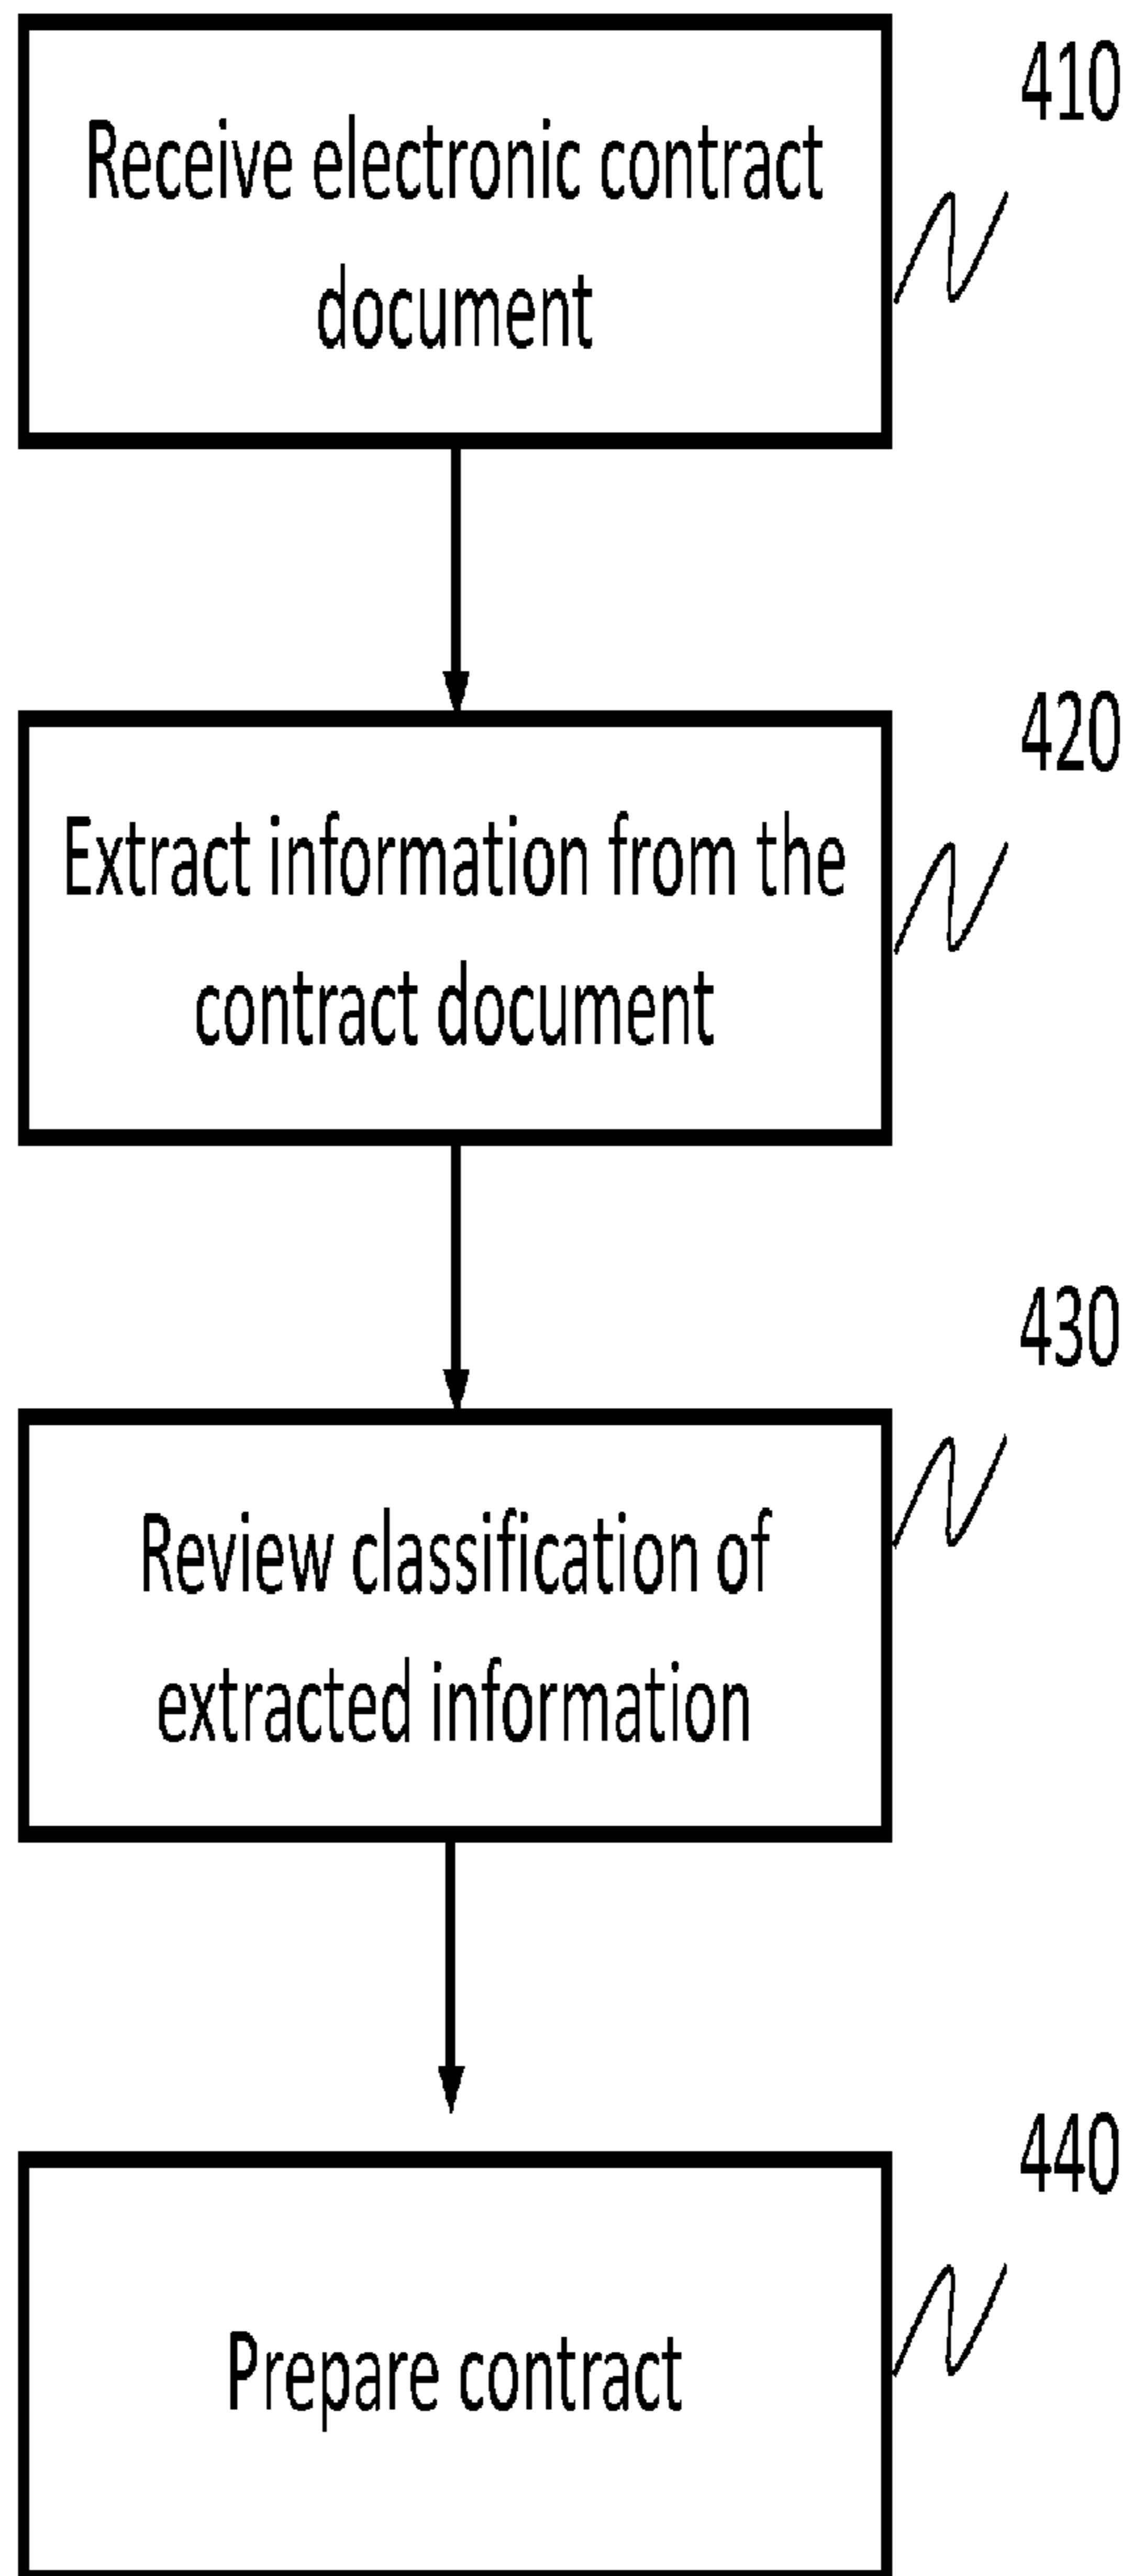 410
Receive electronic contract
document
420
Extract information from the
contract document
430
Review classification of
extracted information
440
Prepare contract